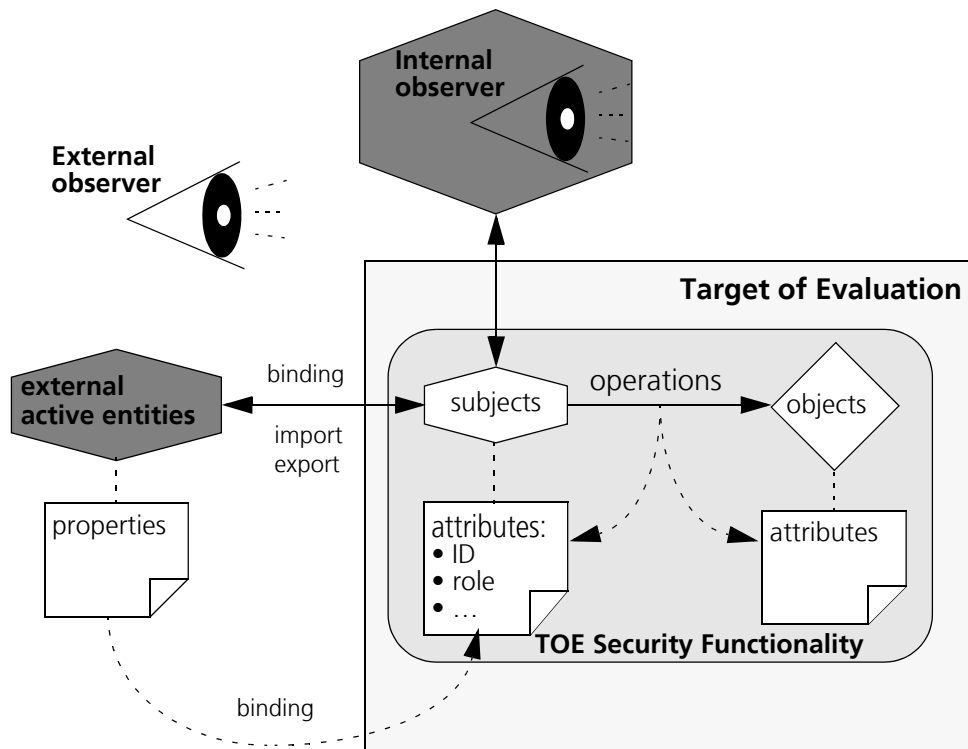 Internal
observer
External
observer
Target of Evaluation
external
active entities
binding
import
export
subjects
operations
objects
properties
attributes:
• ID
• role
• ...
attributes
TOE Security Functionality
binding